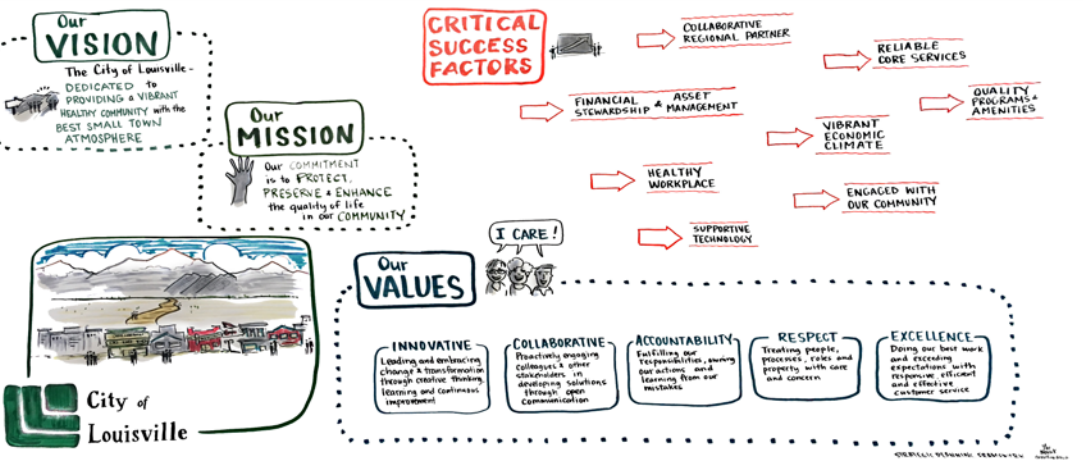 Our
VISION
The City of Louisville-
DEDICATED to
PROVIDING a VIBRANT
HEALTHY COMMUNITY with the
BEST SMALL TOWN
ATMOSPHERE
Our
MISSION
Our COMMITMENT
is to PROTECT,
PRESERVE & ENHANCE
the quality of life
in our COMMUNITY
CRITICAL
SUCCESS
FACTORS
COLLABORATIVE
REGIONAL PARTNER
RELIABLE
CORE SERVICES
FINANCIAL & ASSET
STEWARDSHIP MANAGEMENT
QUALITY
PROGRAMS &
AMENITIES
VIBRANT
ECONOMIC
CLIMATE
HEALTHY
WORKPLACE
ENGAGED WITH
OUR COMMUNITY
SUPPORTIVE
TECHNOLOGY
I CARE!
Our
VALUES
INNOVATIVE
Leading and embracing
change & transformation
through creative thinking,
learning and continuous
improvement
COLLABORATIVE
Proactively engaging
colleagues & other
stakeholders in
developing solutions
through open
communication
ACCOUNTABILITY
Fulfilling our
responsibilities, owning
our actions and
learning from our
mistakes
RESPECT
Treating people,
processes, roles and
property with care
and concern
EXCELLENCE
Doing our best work
and exceeding
expectations with
responsive, efficient
and effective
customer service
City of
Louisville
STRATEGIC PLANNING FRAMEWORK